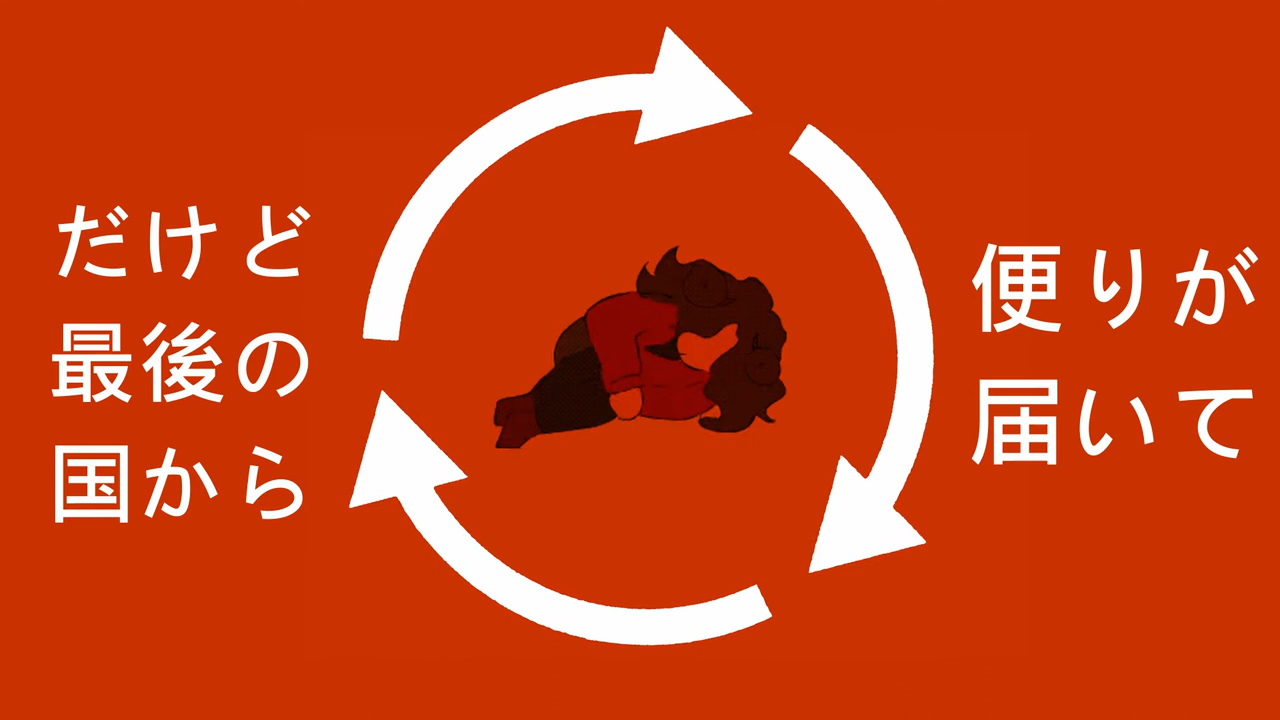 だけど
最後の
国から
便りが
届いて